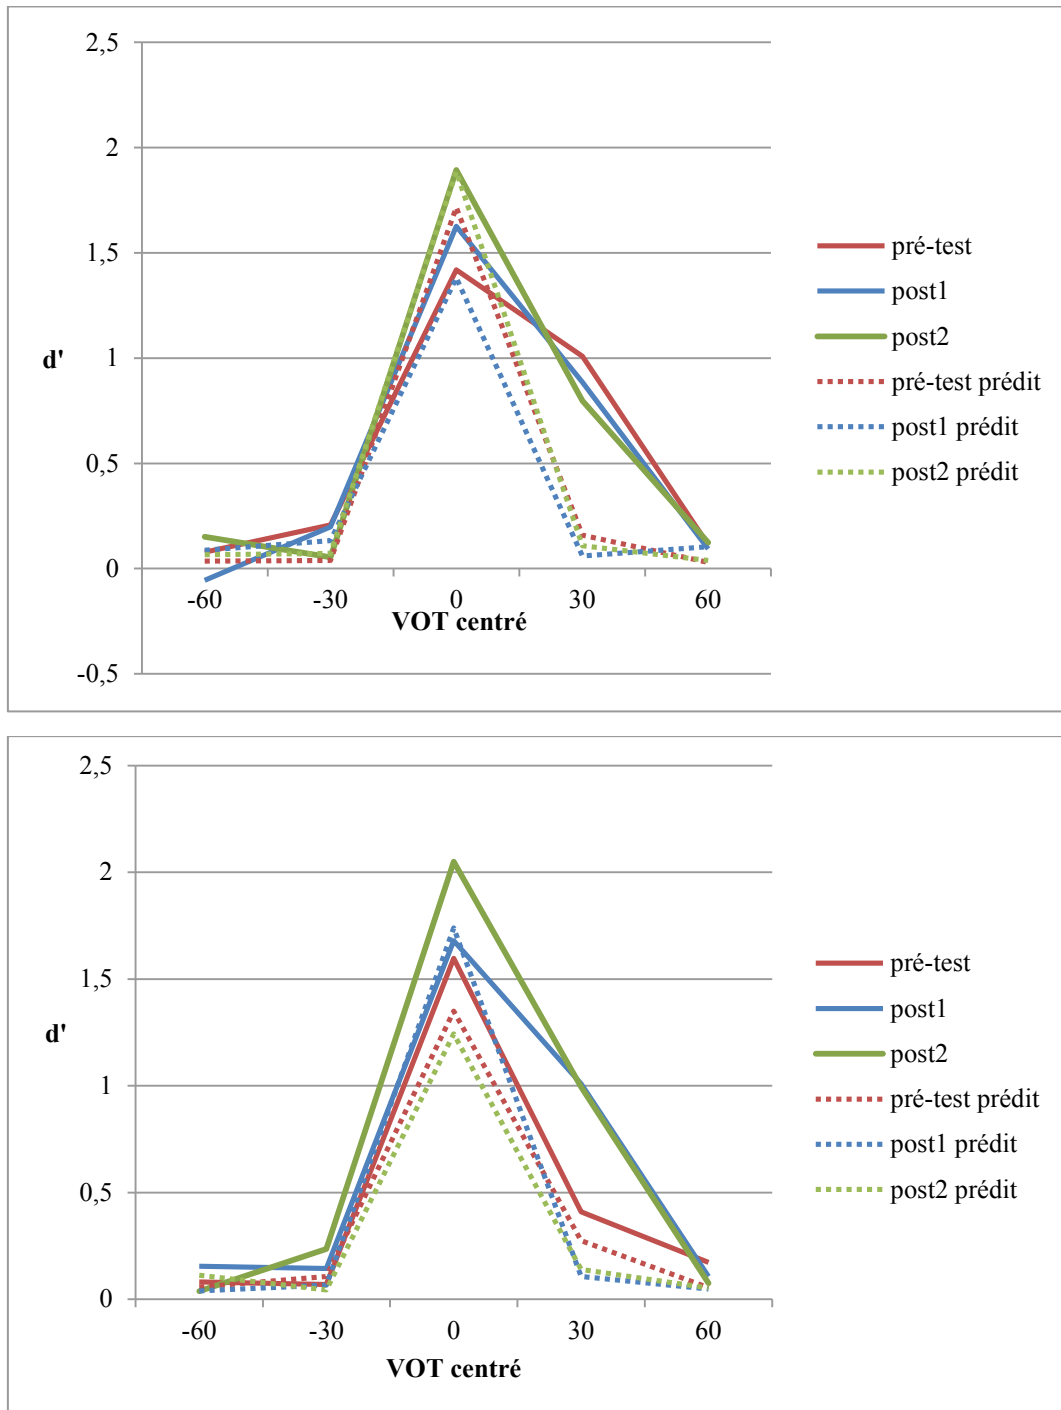 2,5
2
1,5
1
0,5
0
-0,5
d'
-60 -30 0 30 60
VOT centré
pré-test
post1
post2
pré-test prédit
post1 prédit
post2 prédit
2,5
2
1,5
1
0,5
0
d'
-60 -30 0 30 60
VOT centré
pré-test
post1
post2
pré-test prédit
post1 prédit
post2 prédit